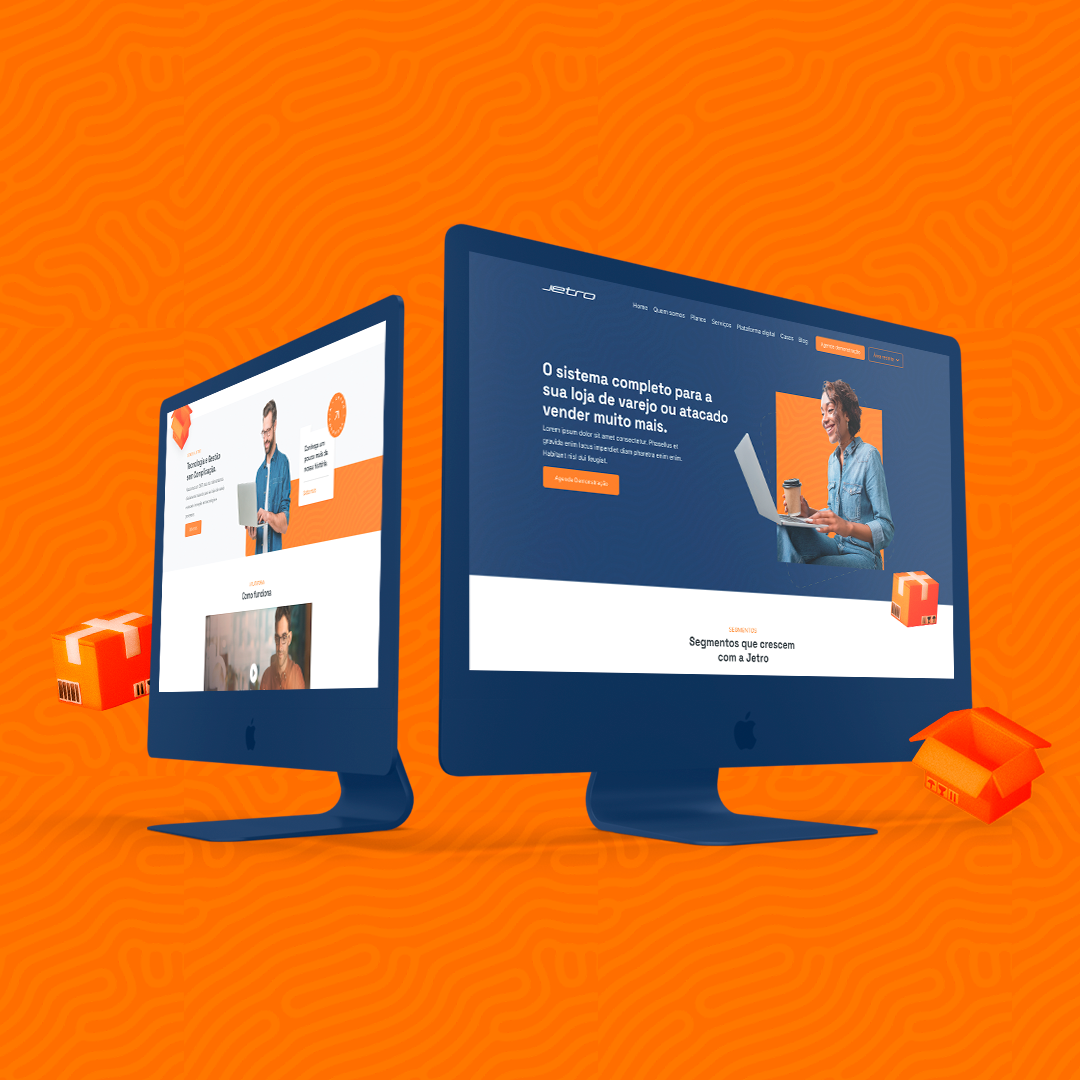 Jetro
Home Quem somos Planos Serviços Plataforma digital Cases Blog
Agende demonstração
Área restrita
O sistema completo para a
sua loja de varejo ou atacado
vender muito mais.
Lorem ipsum dolor sit amet consectetur. Phasellus et
gravida enim lacus imperdiet diam pharetra enim enim.
Habitant nisl dui feugiat.
Agende Demonstração
SEGMENTOS
Segmentos que crescem
com a Jetro
Tecnologia e Gestão
sem Complicação.
Conheça um
pouco mais da
nossa história
Como funciona